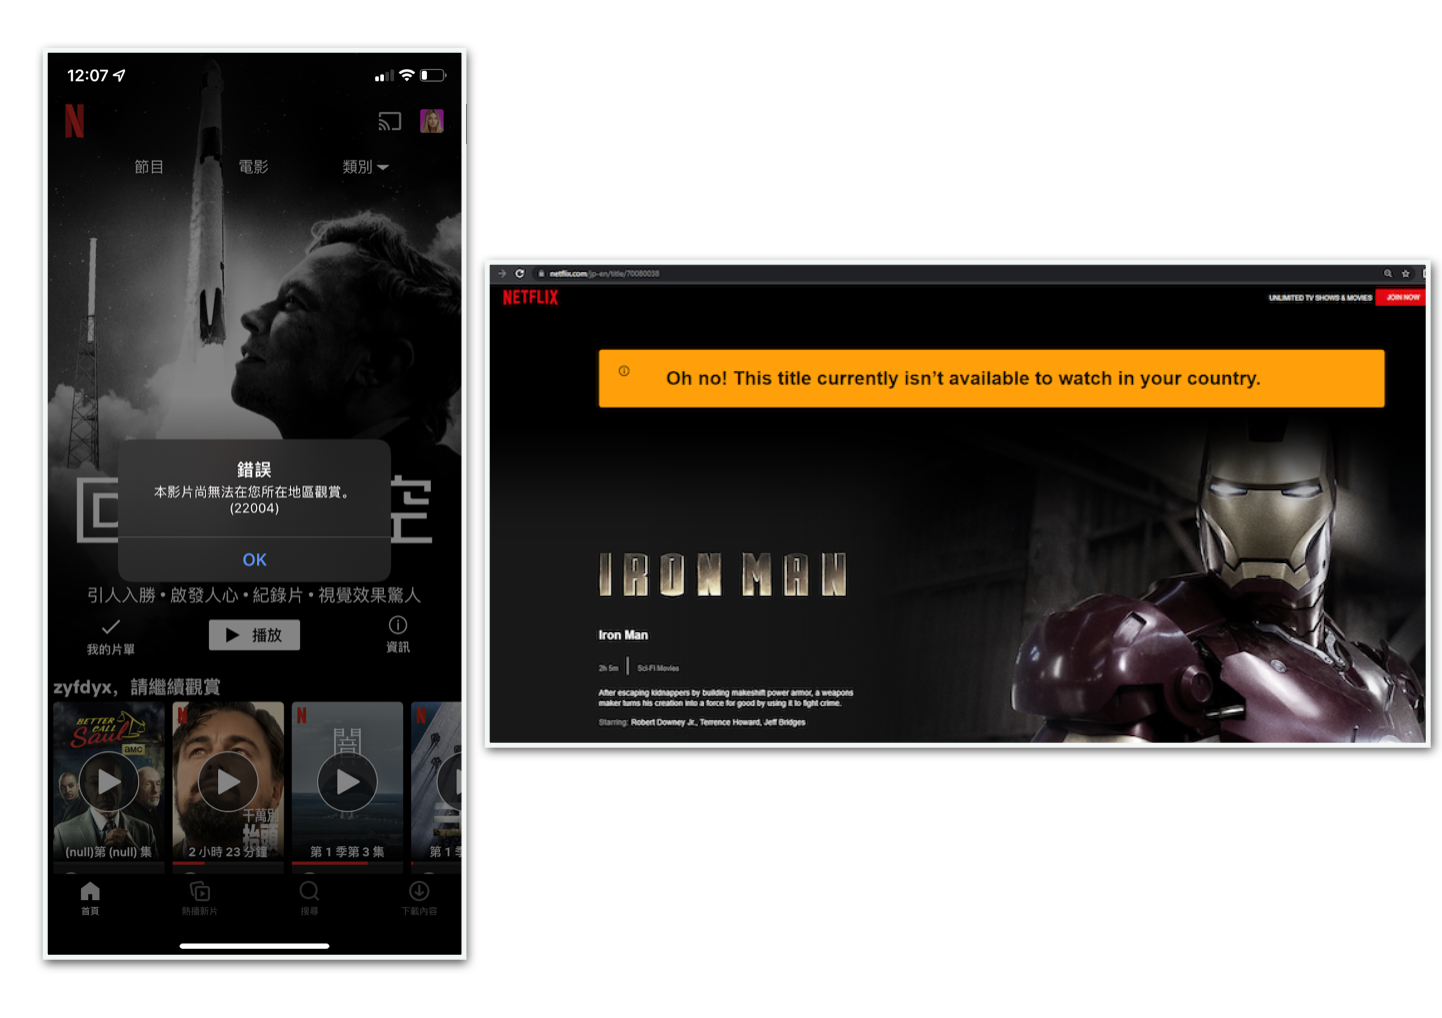 12:07
N
節目 電影 類別
錯誤
本影片尚無法在您所在地區觀賞。
(22004)
OK
引人入勝 • 啟發人心 • 紀錄片 • 視覺效果驚人
我的片單
播放
資訊
zyfdyx，請繼續觀賞
BETTER CALL Saul
amc
(null)第 (null) 集
N
千萬別
抬頭
2 小時 23 分鐘
N
闇
第 1 季第 3 集
N
第 1 季
首頁 熱播新片 搜尋 下載內容
netflix.com/jp-en/title/70080038
NETFLIX
UNLIMITED TV SHOWS & MOVIES
JOIN NOW
Oh no! This title currently isn't available to watch in your country.
IRON MAN
Iron Man
2h 5m | Sci-Fi Movies
After escaping kidnappers by building makeshift power armor, a weapons
maker turns his creation into a force for good by using it to fight crime.
Starring: Robert Downey Jr., Terrence Howard, Jeff Bridges